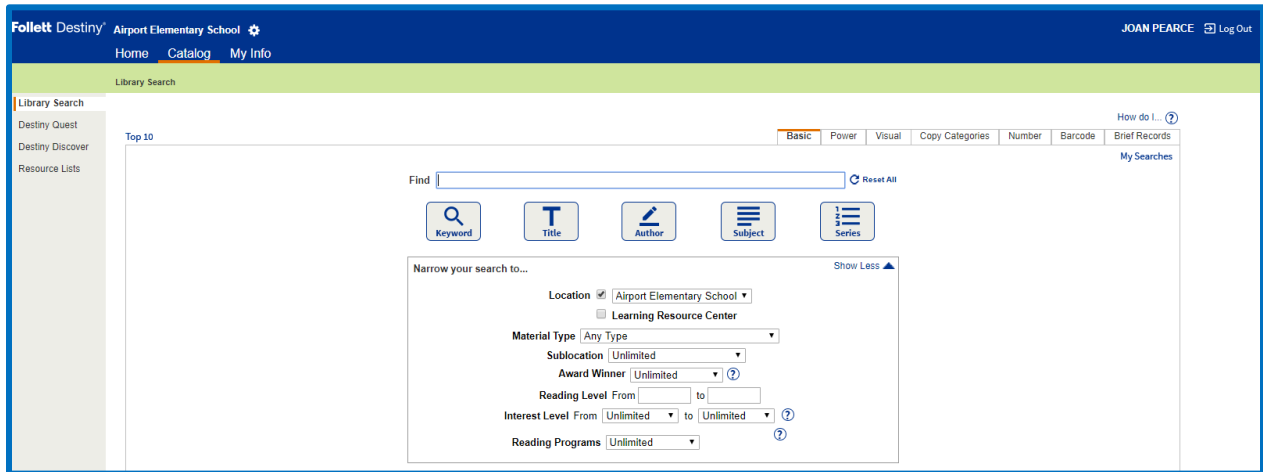 Follett Destiny® Airport Elementary School JOAN PEARCE Log Out
Home Catalog My Info
Library Search
Library Search
Destiny Quest
Destiny Discover
Resource Lists
How do I... ?
Top 10 Basic Power Visual Copy Categories Number Barcode Brief Records
My Searches
Find Reset All
Keyword Title Author Subject Series
Narrow your search to... Show Less
Location Airport Elementary School
Learning Resource Center
Material Type Any Type
Sublocation Unlimited
Award Winner Unlimited ?
Reading Level From to
Interest Level From Unlimited to Unlimited ?
Reading Programs Unlimited ?